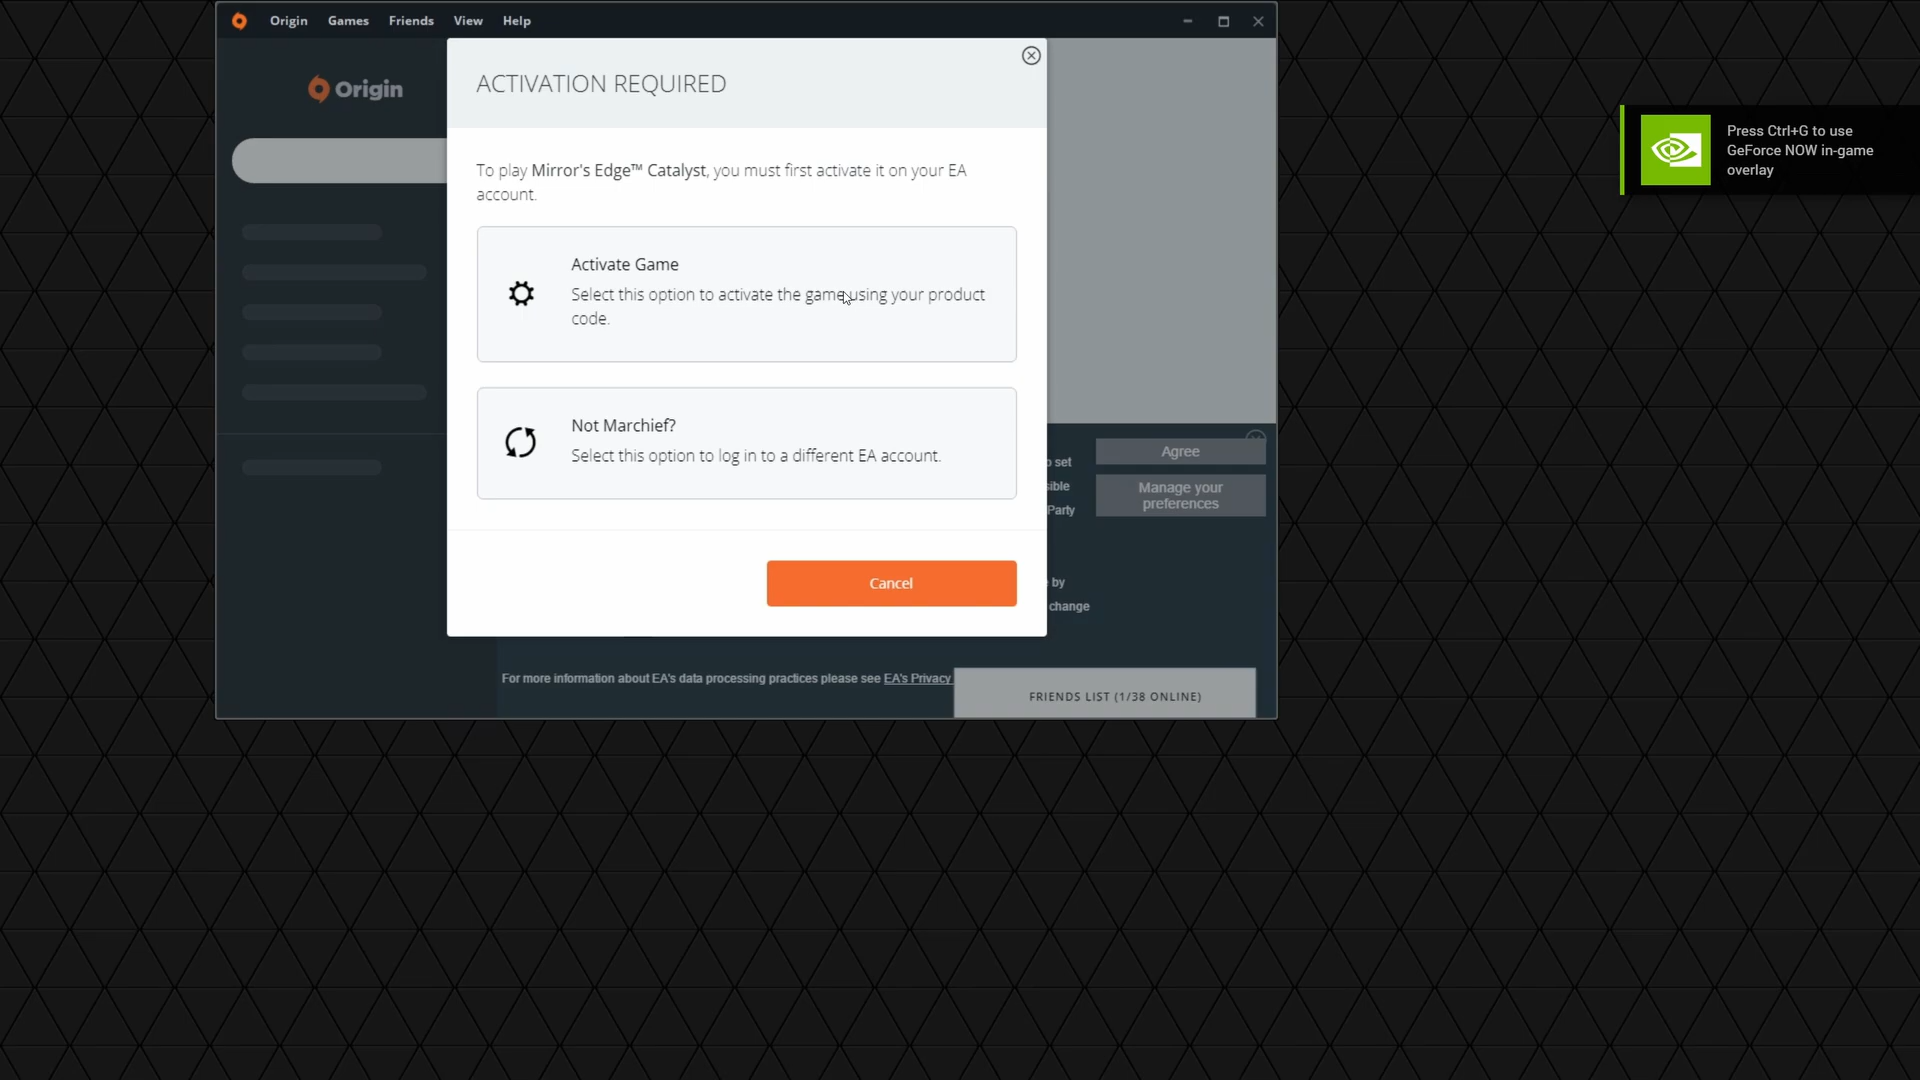 Origin Games Friends View Help
Origin
ACTIVATION REQUIRED
To play Mirror's Edge™ Catalyst, you must first activate it on your EA
account.
Activate Game
Select this option to activate the game using your product
code.
Not Marchief?
Select this option to log in to a different EA account.
Cancel
set
Party
by
change
Agree
Manage your
preferences
For more information about EA's data processing practices please see EA's Privacy
FRIENDS LIST (1/38 ONLINE)
Press Ctrl+G to use
GeForce NOW in-game
overlay